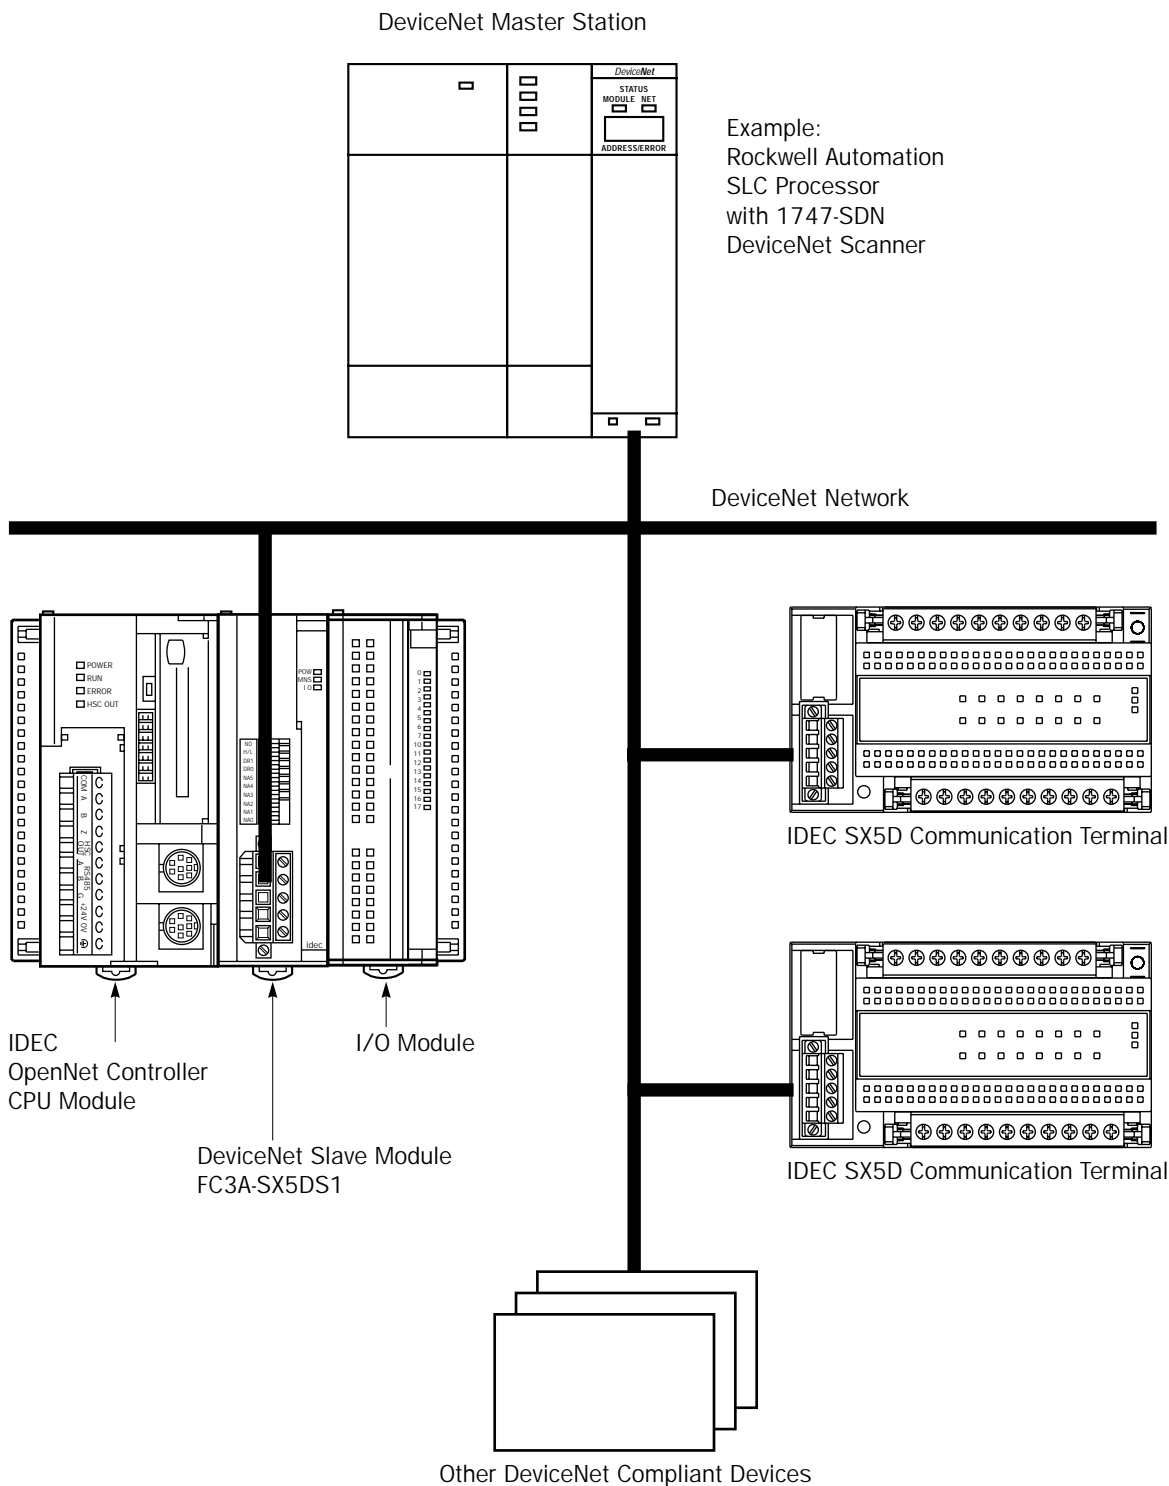 DeviceNet Master Station
DeviceNet
STATUS
MODULE NET
ADDRESS/ERROR
Example:
Rockwell Automation
SLC Processor
with 1747-SDN
DeviceNet Scanner
DeviceNet Network
POWER
RUN
ERROR
HSC OUT
COM A B Z HSC OUT A B G +24V 0V
RS485
POW
MNS
I O
NO
H/L
DR1
DR0
NA5
NA4
NA3
NA2
NA1
NA0
idec
0
1
2
3
4
5
6
7
10
11
12
13
14
15
16
17
IDEC SX5D Communication Terminal
IDEC
OpenNet Controller
CPU Module
I/O Module
DeviceNet Slave Module
FC3A-SX5DS1
IDEC SX5D Communication Terminal
Other DeviceNet Compliant Devices